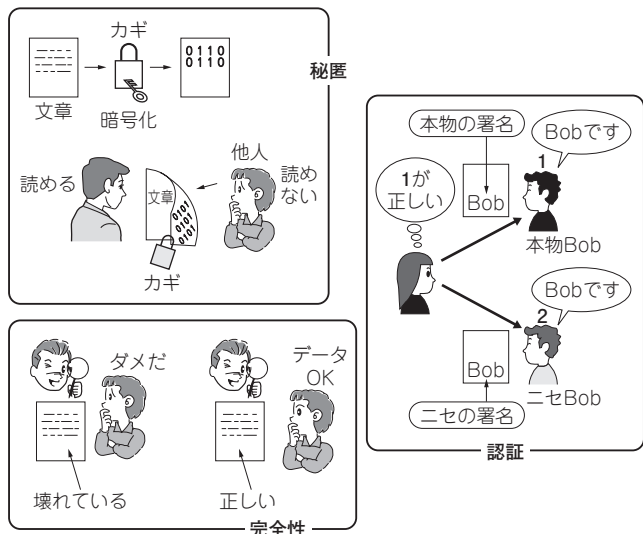 カギ
0110
0110
文章
暗号化
秘匿
読める
文章
0101
0101
0101
他人
読め
ない
カギ
ダメだ
データ
OK
壊れている
正しい
完全性
本物の署名
Bobです
1
1が
正しい
Bob
本物Bob
Bobです
2
Bob
ニセBob
ニセの署名
認証